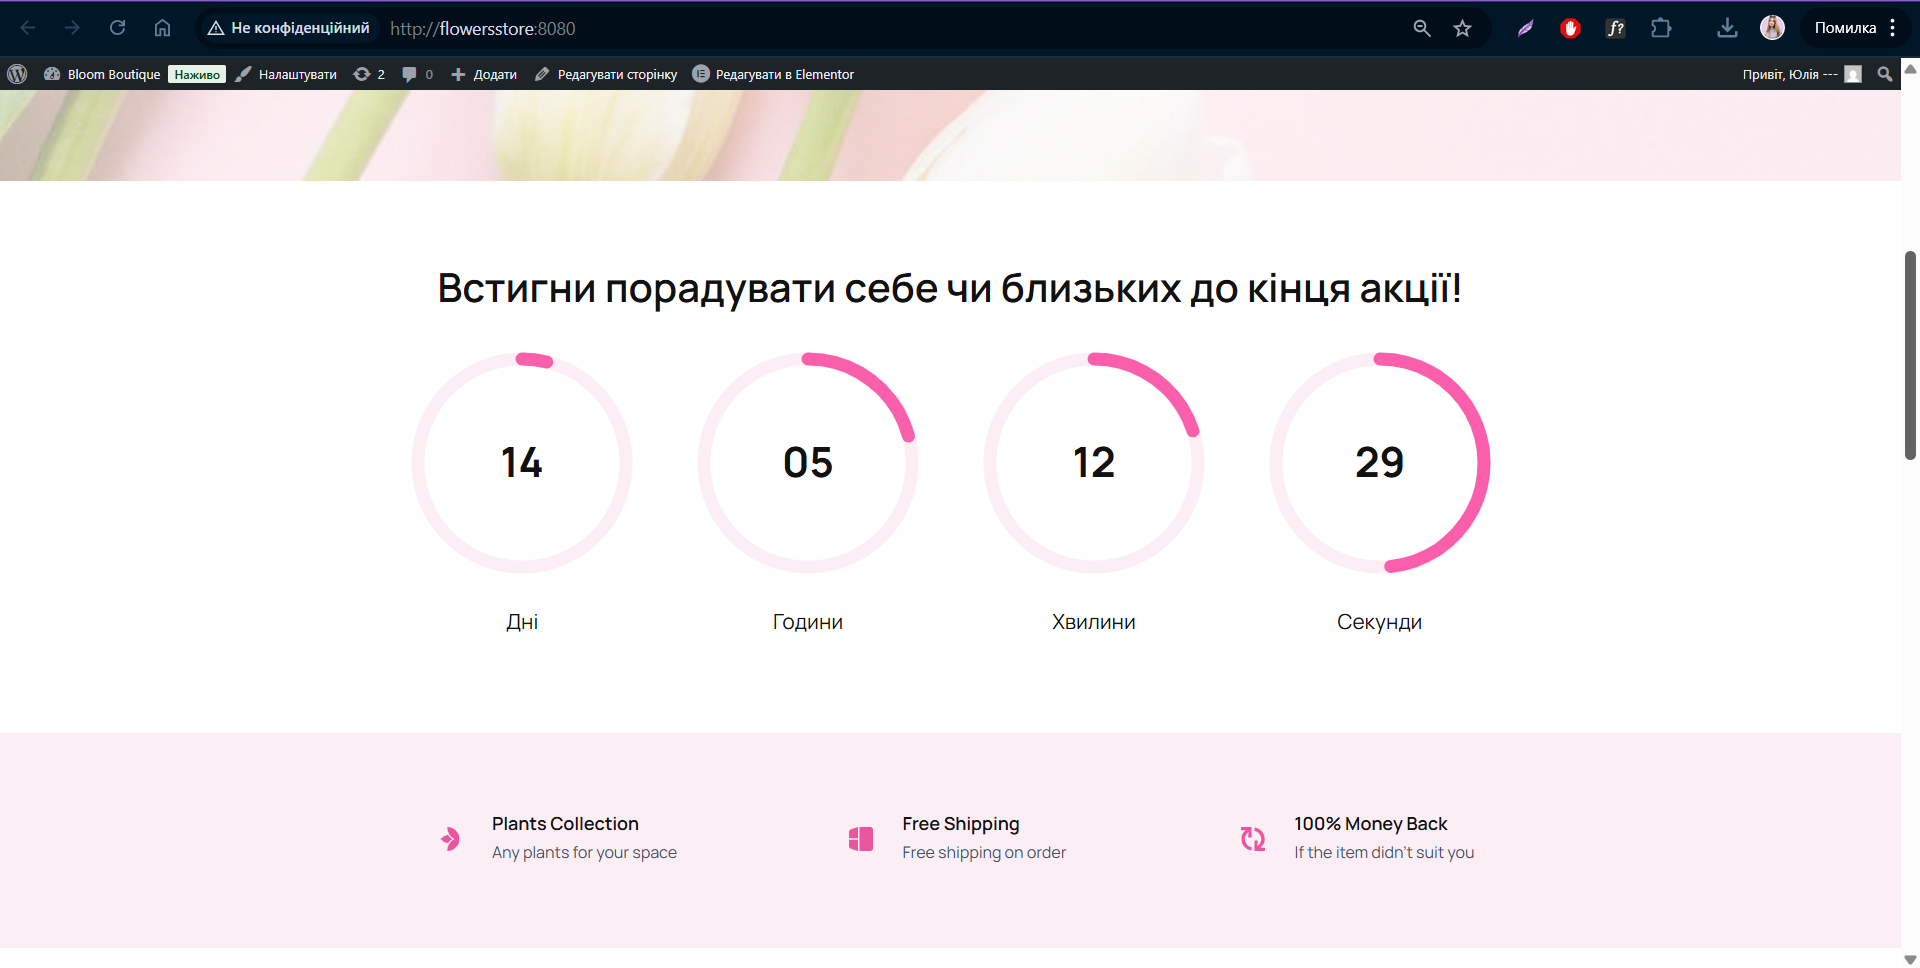 Не конфіденційний http://flowersstore:8080 f? Помилка
Bloom Boutique Наживо Налаштувати 2 0 Додати Редагувати сторінку Редагувати в Elementor Привіт, Юлія ---
Встигни порадувати себе чи близьких до кінця акції!
14 05 12 29
Дні Години Хвилини Секунди
Plants Collection Free Shipping 100% Money Back
Any plants for your space Free shipping on order If the item didn't suit you